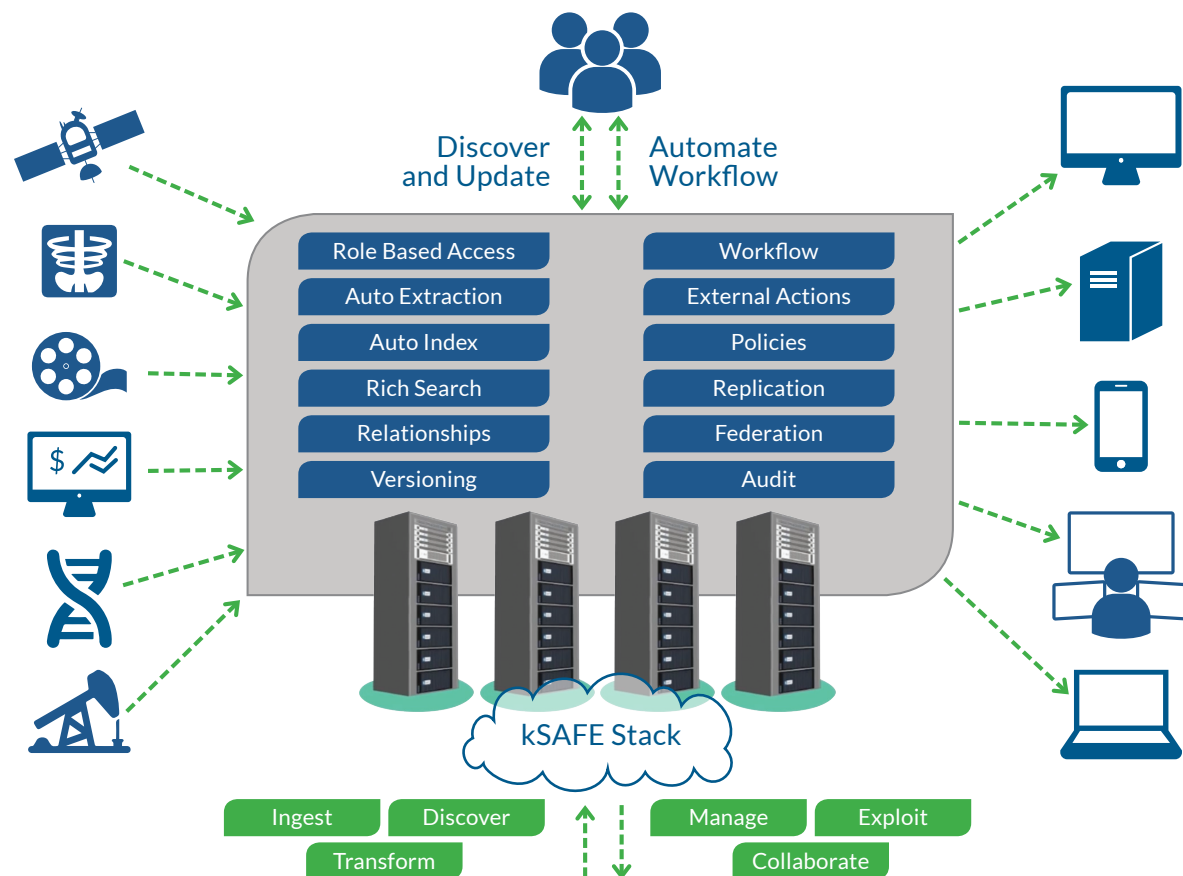 Discover
and Update
Automate
Workflow
Role Based Access
Auto Extraction
Auto Index
Rich Search
Relationships
Versioning
Workflow
External Actions
Policies
Replication
Federation
Audit
$
kSAFE Stack
Ingest
Discover
Transform
Manage
Exploit
Collaborate